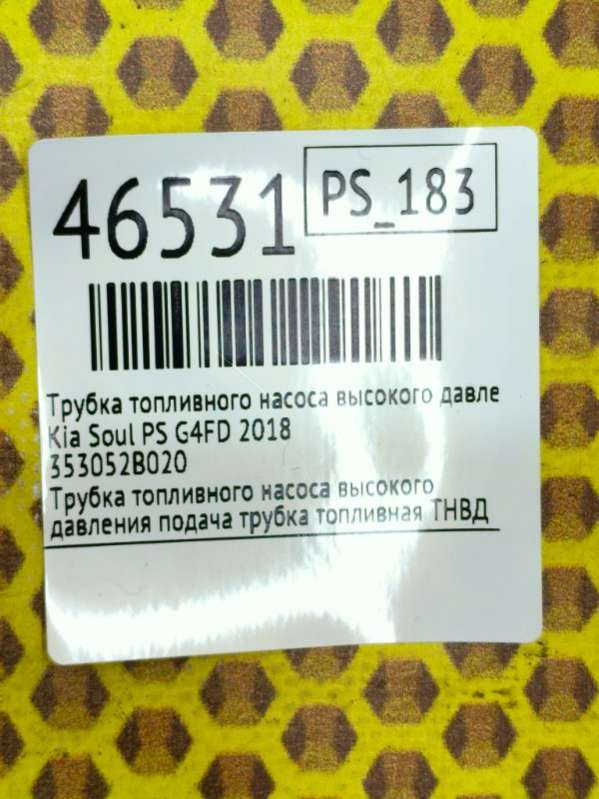 46531
PS_183
Трубка топливного насоса высокого давле
Kia Soul PS G4FD 2018
353052B020
Трубка топливного насоса высокого
давления подача трубка топливная ТНВД